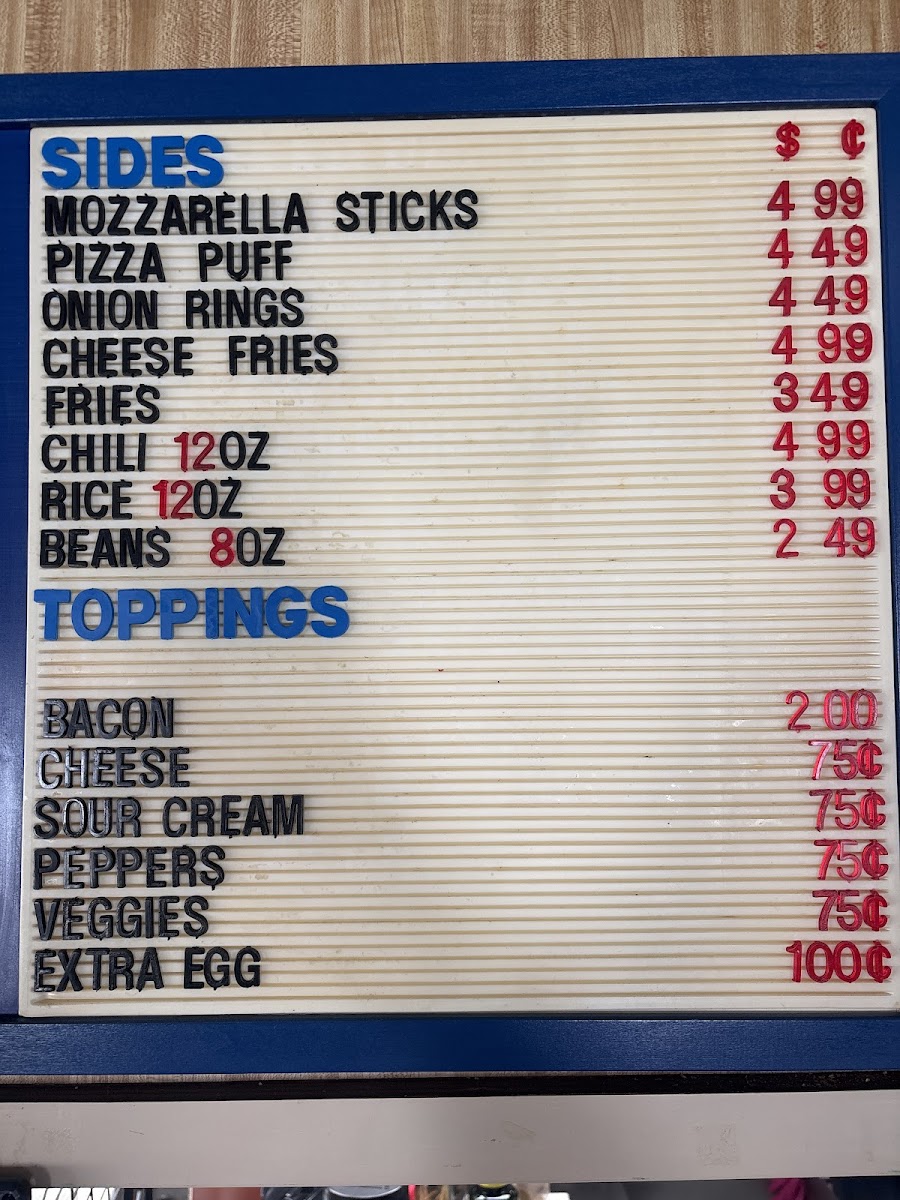 SIDES $ ¢
MOZZARELLA STICKS 4 99
PIZZA PUFF 4 49
ONION RINGS 4 49
CHEESE FRIES 4 99
FRIES 3 49
CHILI 12OZ 4 99
RICE 12OZ 3 99
BEANS 8OZ 2 49
TOPPINGS
BACON 2 00
CHEESE 75¢
SOUR CREAM 75¢
PEPPERS 75¢
VEGGIES 75¢
EXTRA EGG 100¢